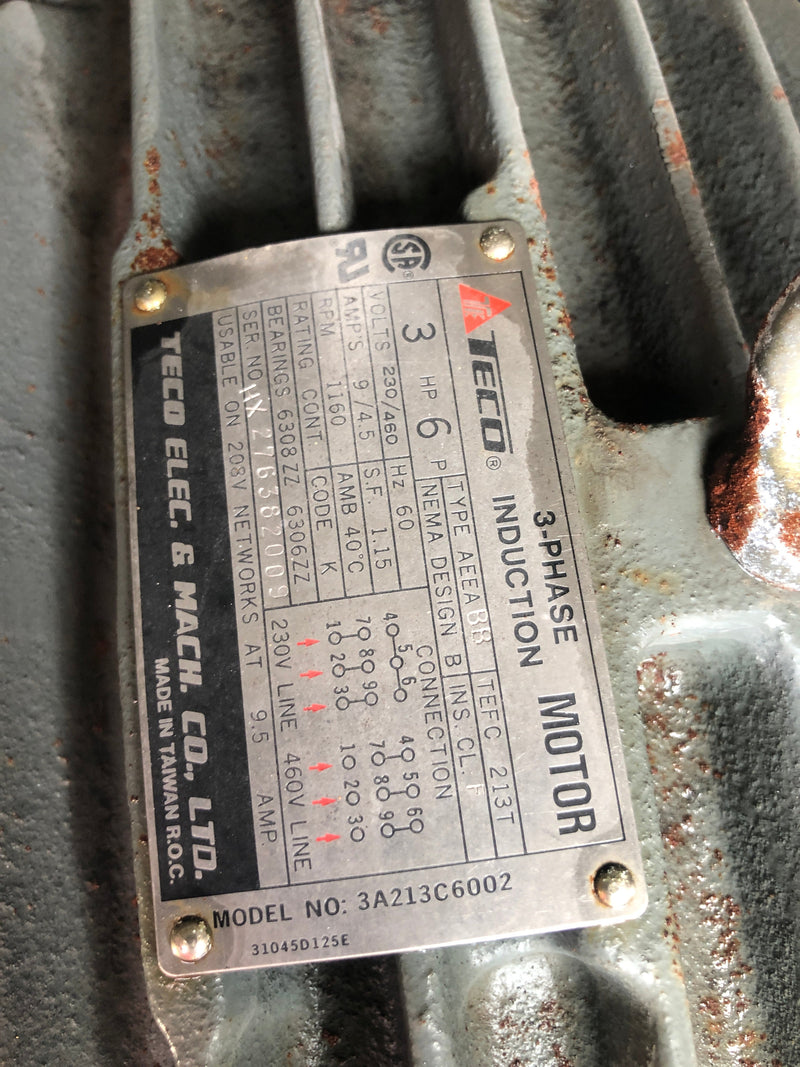 TECO® 3-PHASE INDUCTION MOTOR
3 HP 6 P TYPE AEEA BB TEFC 213T
NEMA DESIGN B INS. CL. F
VOLTS 230/460 Hz 60
AMP'S 9/4.5 S.F. 1.15
RPM 1160 AMB 40°C
RATING CONT. CODE K
BEARINGS 6308ZZ 6306ZZ
SER NO. HX 276382009
USABLE ON 208V NETWORKS AT 9.5 AMP.
CONNECTION
4 5 6
7 8 9
1 2 3
230V LINE
4 5 6
7 8 9
1 2 3
460V LINE
TECO ELEC. & MACH. CO., LTD.
MADE IN TAIWAN R.O.C.
MODEL NO: 3A213C6002
31045D125E
SA®